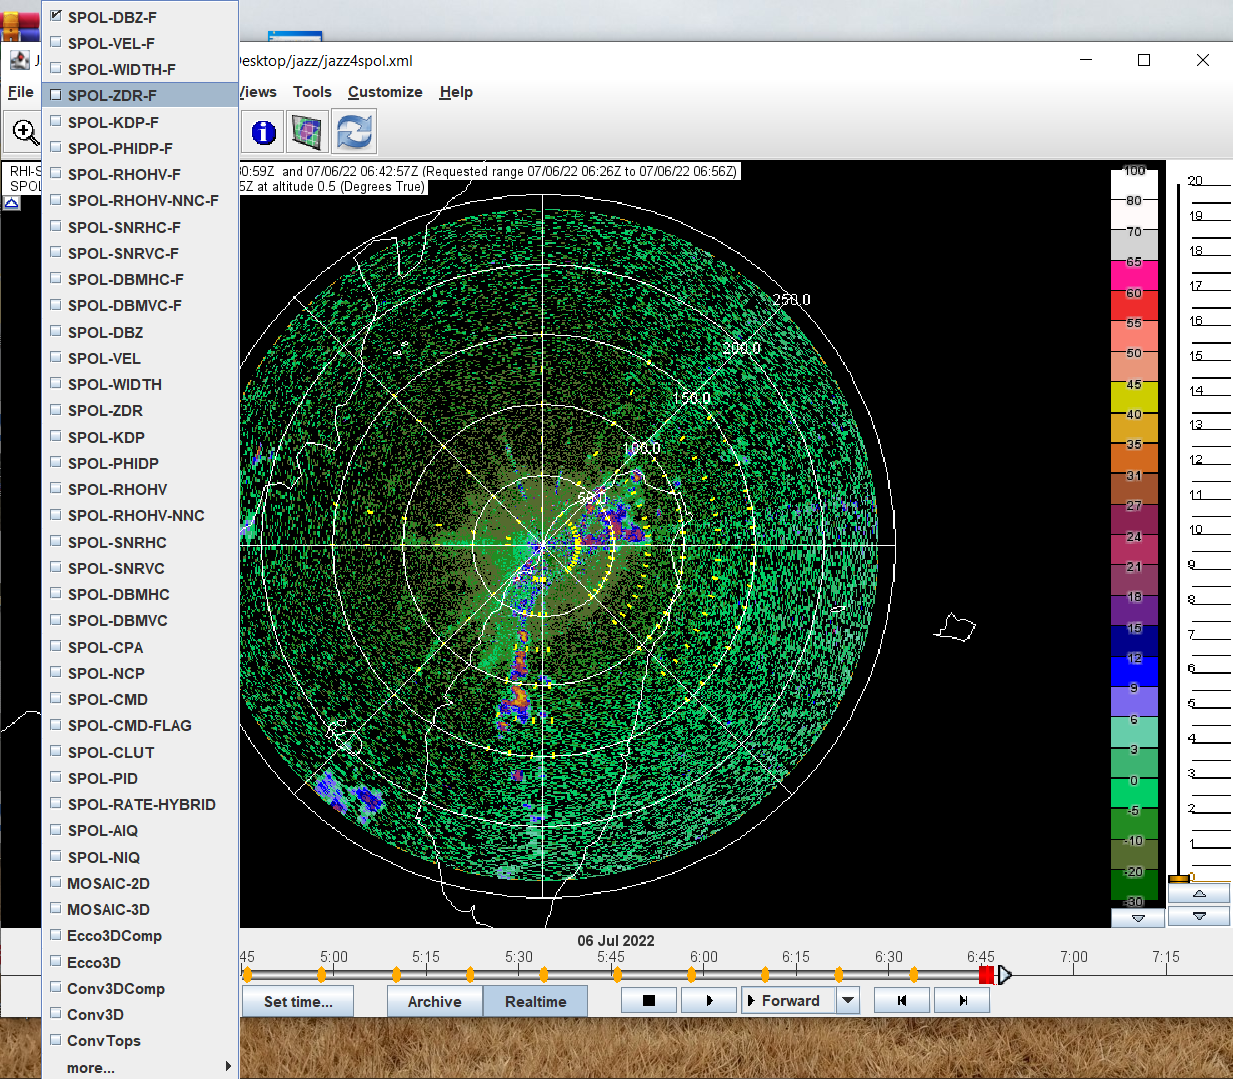 SPOL-DBZ-F
SPOL-VEL-F
SPOL-WIDTH-F
SPOL-ZDR-F
SPOL-KDP-F
SPOL-PHIDP-F
SPOL-RHOHV-F
SPOL-RHOHV-NNC-F
SPOL-SNRHC-F
SPOL-SNRVC-F
SPOL-DBMHC-F
SPOL-DBMVC-F
SPOL-DBZ
SPOL-VEL
SPOL-WIDTH
SPOL-ZDR
SPOL-KDP
SPOL-PHIDP
SPOL-RHOHV
SPOL-RHOHV-NNC
SPOL-SNRHC
SPOL-SNRVC
SPOL-DBMHC
SPOL-DBMVC
SPOL-CPA
SPOL-NCP
SPOL-CMD
SPOL-CMD-FLAG
SPOL-CLUT
SPOL-PID
SPOL-RATE-HYBRID
SPOL-AIQ
SPOL-NIQ
MOSAIC-2D
MOSAIC-3D
Ecco3DComp
Ecco3D
Conv3DComp
Conv3D
ConvTops
more...
J
esktop/jazz/jazz4spol.xml
File
iews Tools Customize Help
RHI-S
0:59Z and 07/06/22 06:42:57Z (Requested range 07/06/22 06:26Z to 07/06/22 06:56Z)
SPOL
5Z at altitude 0.5 (Degrees True)
250.0
200.0
150.0
100.0
50.0
100
80
70
65
60
55
50
45
40
35
31
27
24
21
18
15
12
9
6
3
0
-5
-10
-20
-30
20
19
18
17
16
15
14
13
12
11
10
9
8
7
6
5
4
3
2
1
0
06 Jul 2022
45 5:00 5:15 5:30 5:45 6:00 6:15 6:30 6:45 7:00 7:15
Set time... Archive Realtime Forward